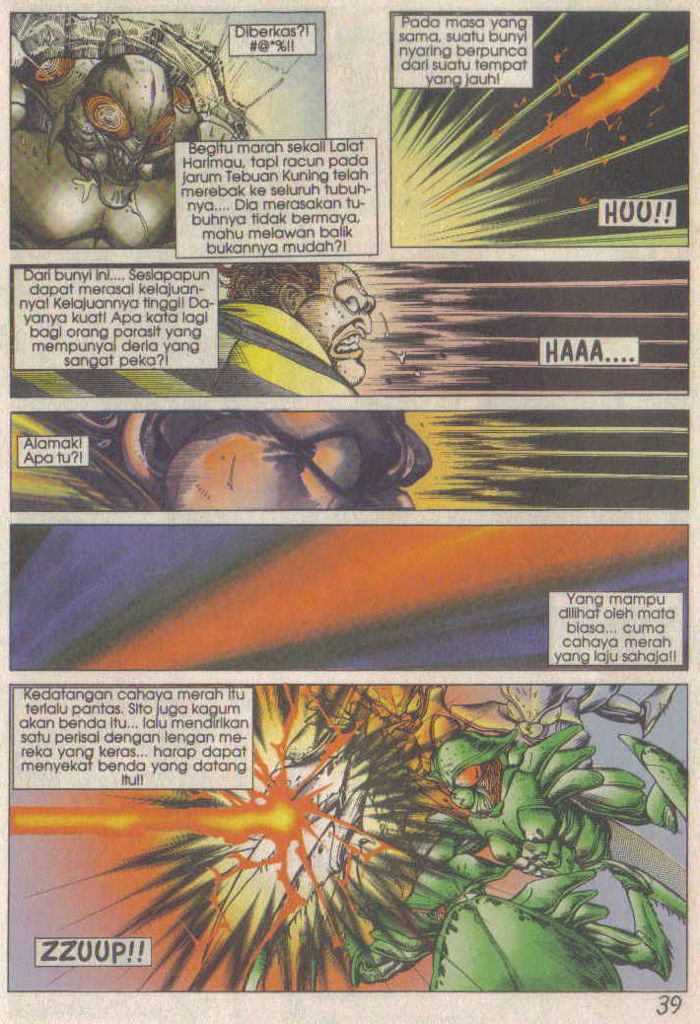 Diberkas?!
#@*%!!
Begitu marah sekali Lalat
Harimau, tapi racun pada
jarum Tebuan Kuning telah
merebak ke seluruh tubuh-
nya.... Dia merasakan tu-
buhnya tidak bermaya,
mahu melawan balik
bukannya mudah?!
Pada masa yang
sama, suatu bunyi
nyaring berpunca
dari suatu tempat
yang jauh!
HUU!!
Dari bunyi ini.... Sesiapapun
dapat merasai kelajuan-
nya! Kelajuannya tinggi! Da-
yanya kuat! Apa kata lagi
bagi orang parasit yang
mempunyai deria yang
sangat peka?!
HAAA....
Alamak!
Apa tu?!
Yang mampu
dilihat oleh mata
biasa... cuma
cahaya merah
yang laju sahaja!!
Kedatangan cahaya merah itu
terlalu pantas. Sito juga kagum
akan benda itu... lalu mendirikan
satu perisai dengan lengan me-
reka yang keras... harap dapat
menyekat benda yang datang
itu!!
ZZUUP!!
39